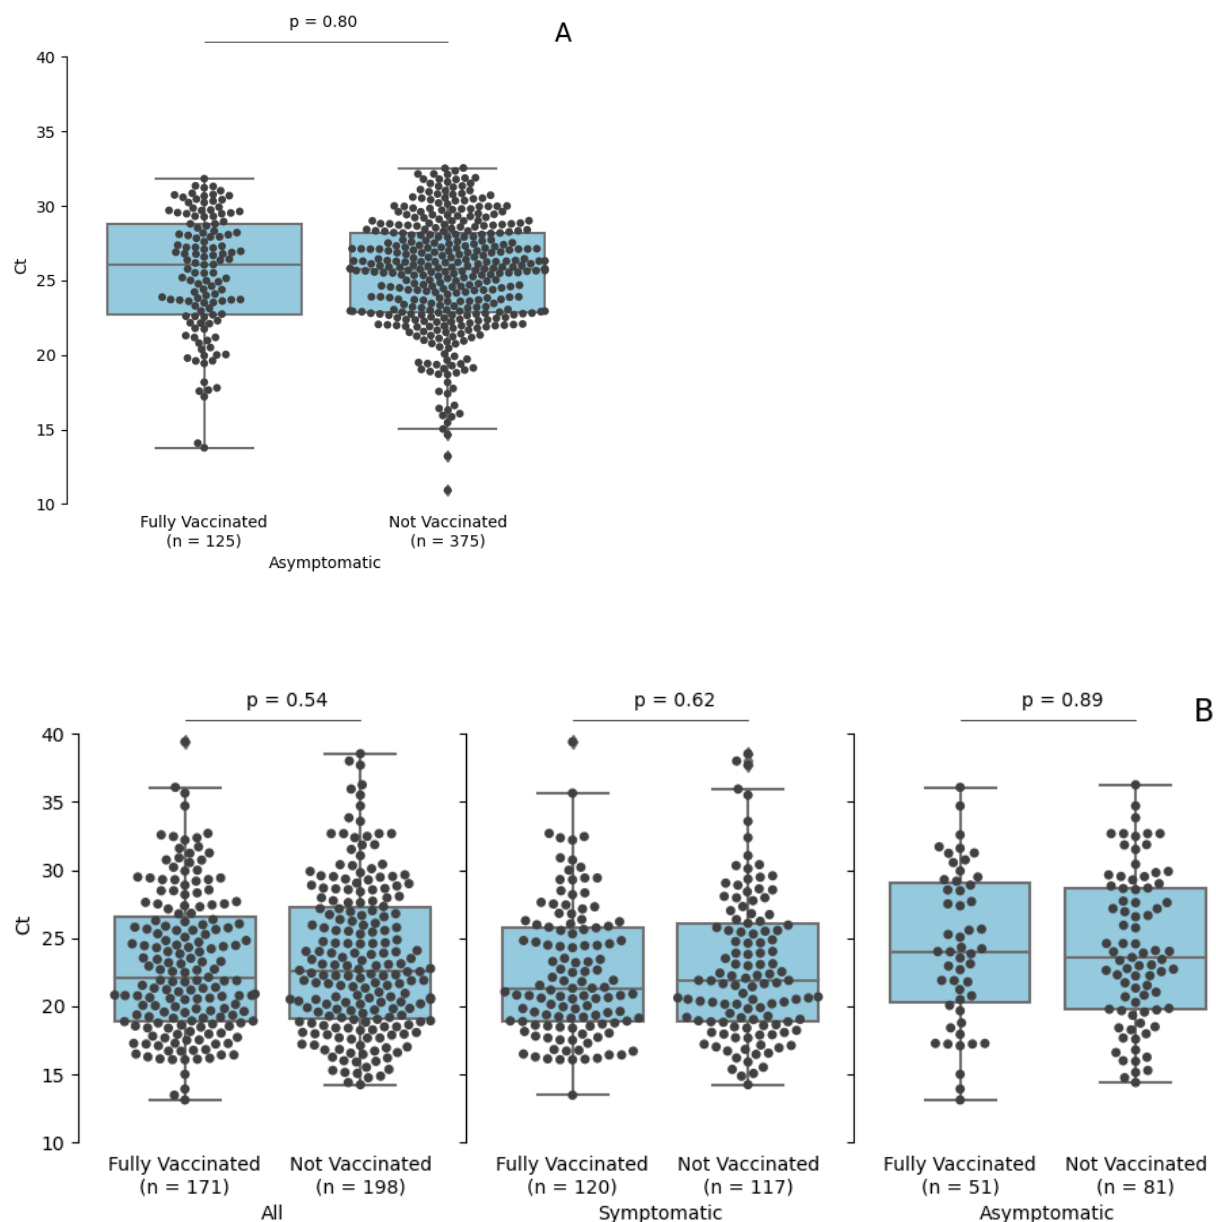 p = 0.80
A
40
35
30
25
20
15
10
Ct
Fully Vaccinated
(n = 125)
Not Vaccinated
(n = 375)
Asymptomatic
p = 0.54
p = 0.62
p = 0.89
B
40
35
30
25
20
15
10
Ct
Fully Vaccinated
(n = 171)
Not Vaccinated
(n = 198)
All
Fully Vaccinated
(n = 120)
Not Vaccinated
(n = 117)
Symptomatic
Fully Vaccinated
(n = 51)
Not Vaccinated
(n = 81)
Asymptomatic